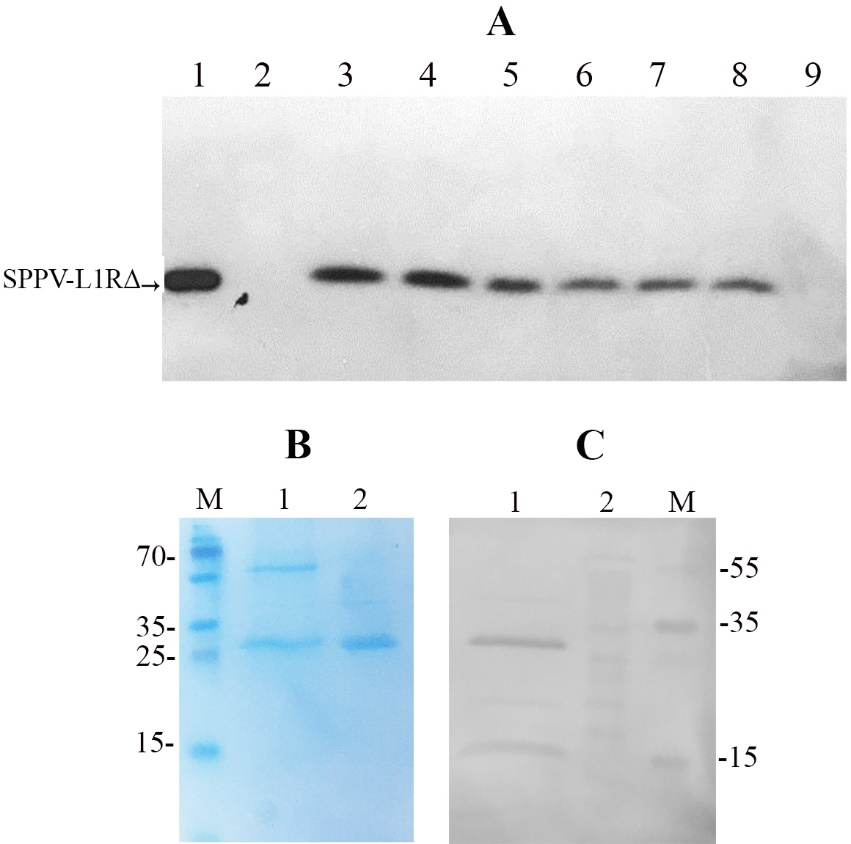 A
1 2 3 4 5 6 7 8 9
SPPV-L1RΔ→
B
M 1 2
70-
35-
25-
15-
C
1 2 M
-55
-35
-15